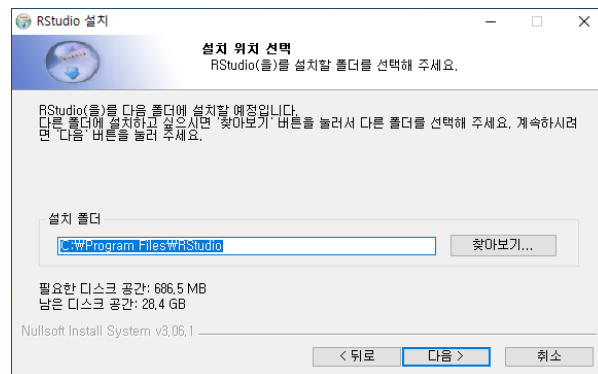 RStudio 설치
설치 위치 선택
RStudio(을)를 설치할 폴더를 선택해 주세요.
RStudio(을)를 다음 폴더에 설치할 예정입니다.
다른 폴더에 설치하고 싶으시면 '찾아보기' 버튼을 눌러서 다른 폴더를 선택해 주세요. 계속하시려
면 '다음' 버튼을 눌러 주세요.
설치 폴더
C:₩Program Files₩RStudio
찾아보기...
필요한 디스크 공간: 686.5 MB
남은 디스크 공간: 28.4 GB
Nullsoft Install System v3.06.1
< 뒤로 다음 > 취소